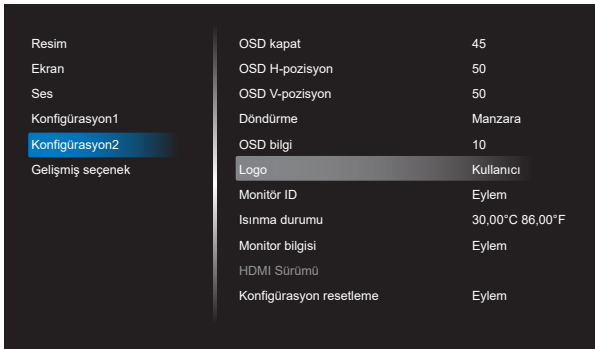 Resim
Ekran
Ses
Konfigürasyon1
Konfigürasyon2
Gelişmiş seçenek
OSD kapat 45
OSD H-pozisyon 50
OSD V-pozisyon 50
Döndürme Manzara
OSD bilgi 10
Logo Kullanıcı
Monitör ID Eylem
Isınma durumu 30,00°C 86,00°F
Monitor bilgisi Eylem
HDMI Sürümü
Konfigürasyon resetleme Eylem